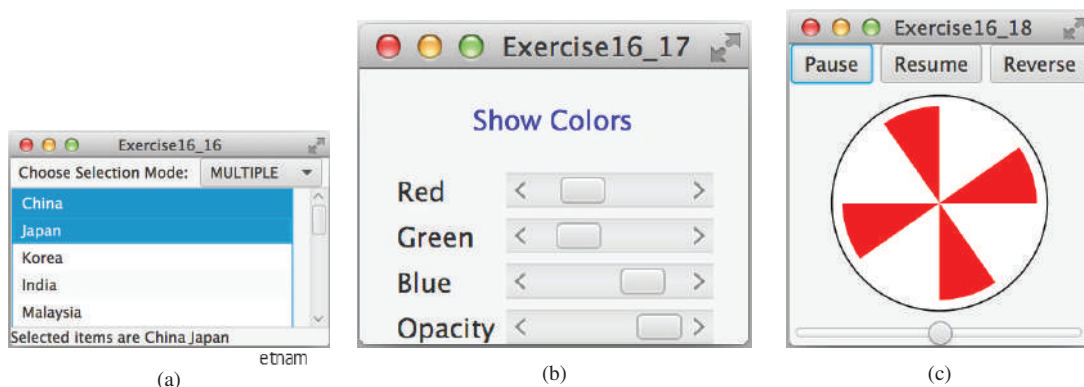 Exercise16_16
Choose Selection Mode: MULTIPLE
China
Japan
Korea
India
Malaysia
Selected items are China Japan
etnam
(a)
Exercise16_17
Show Colors
Red < >
Green < >
Blue < >
Opacity < >
(b)
Exercise16_18
Pause Resume Reverse
(c)